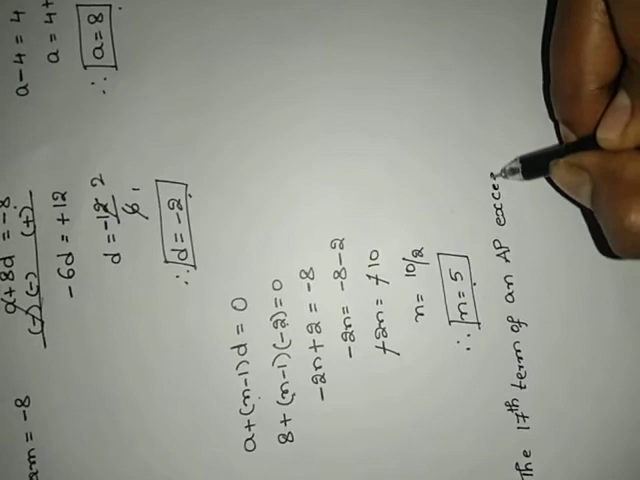 am = -8
a+8d = -8
(-) (-) (+)
-6d = +12
d = -12/6 2
∴ d = -2
a-4 = 4
a = 4+
∴ a = 8
a+(n-1)d = 0
8+(n-1)(-2) = 0
-2n+2 = -8
-2n = -8-2
+2n = +10
n = 10/2
∴ n = 5
The 17th term of an AP excee